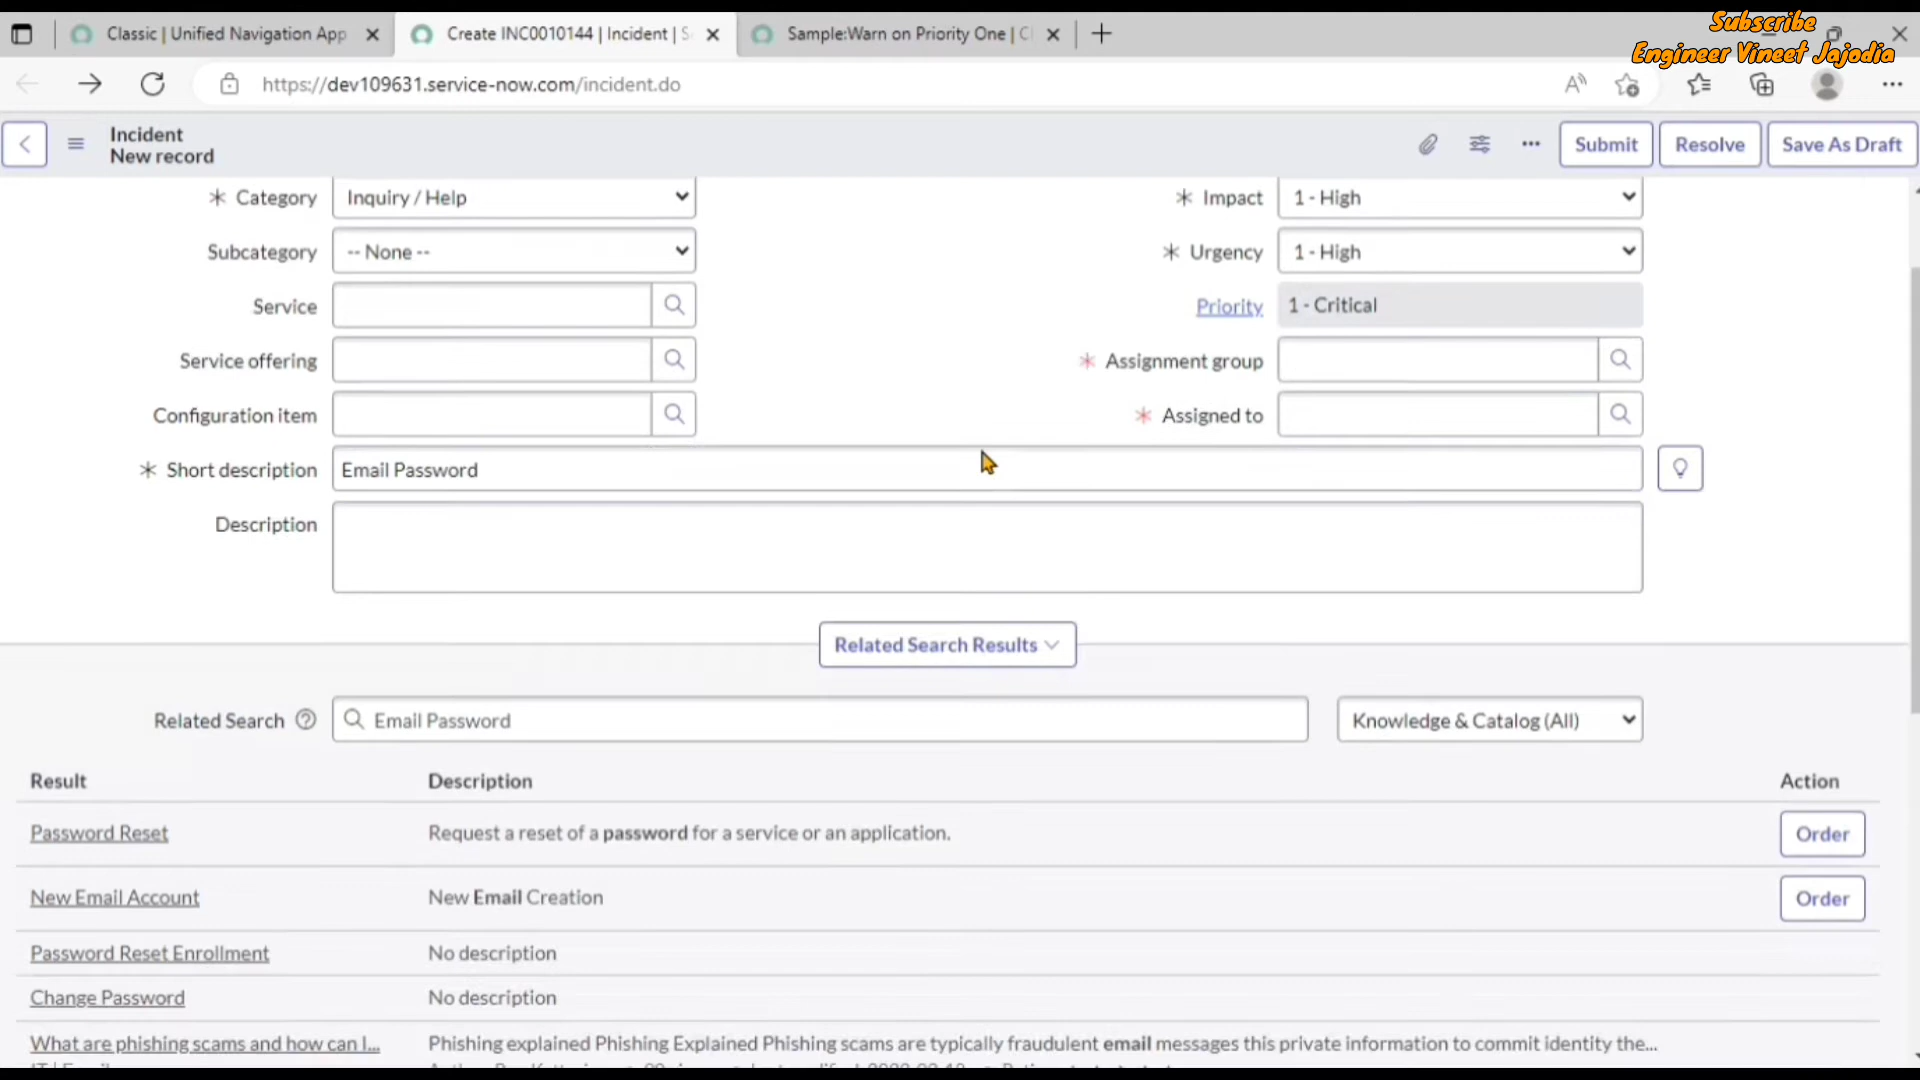 Classic | Unified Navigation App
Create INC0010144 | Incident | S
Sample:Warn on Priority One | Cl
Subscribe
Engineer Vineet Jajodia
https://dev109631.service-now.com/incident.do
Incident
New record
Submit
Resolve
Save As Draft
* Category
Inquiry / Help
* Impact
1 - High
Subcategory
-- None --
* Urgency
1 - High
Service
Priority
1 - Critical
Service offering
* Assignment group
Configuration item
* Assigned to
* Short description
Email Password
Description
Related Search Results
Related Search
Email Password
Knowledge & Catalog (All)
Result
Description
Action
Password Reset
Request a reset of a password for a service or an application.
Order
New Email Account
New Email Creation
Order
Password Reset Enrollment
No description
Change Password
No description
What are phishing scams and how can I...
Phishing explained Phishing Explained Phishing scams are typically fraudulent email messages this private information to commit identity the...